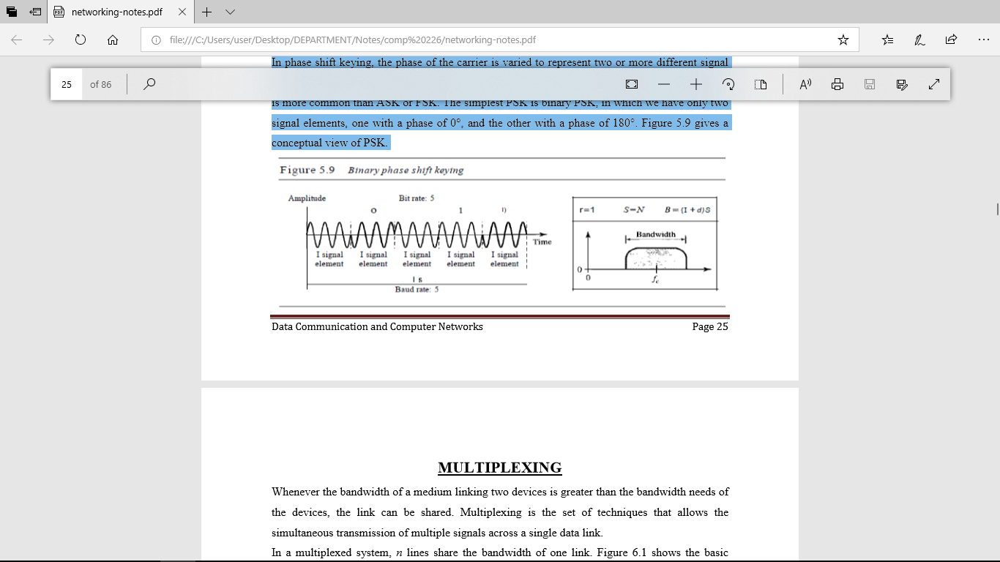 networking-notes.pdf
file:///C:/Users/user/Desktop/DEPARTMENT/Notes/comp%20226/networking-notes.pdf
In phase shift keying, the phase of the carrier is varied to represent two or more different signal
25 of 86
is more common than ASK or FSK. The simplest PSK is binary PSK, in which we have only two
signal elements, one with a phase of 0°, and the other with a phase of 180°. Figure 5.9 gives a
conceptual view of PSK.
Figure 5.9 Binary phase shift keying
Amplitude Bit rate: 5
0 1 I)
Time
I signal element
I signal element
I signal element
I signal element
I signal element
I s
Baud rate: 5
r=1 S=N B=(I + d)S
Bandwidth
0
0
fc
Data Communication and Computer Networks Page 25
MULTIPLEXING
Whenever the bandwidth of a medium linking two devices is greater than the bandwidth needs of
the devices, the link can be shared. Multiplexing is the set of techniques that allows the
simultaneous transmission of multiple signals across a single data link.
In a multiplexed system, n lines share the bandwidth of one link. Figure 6.1 shows the basic